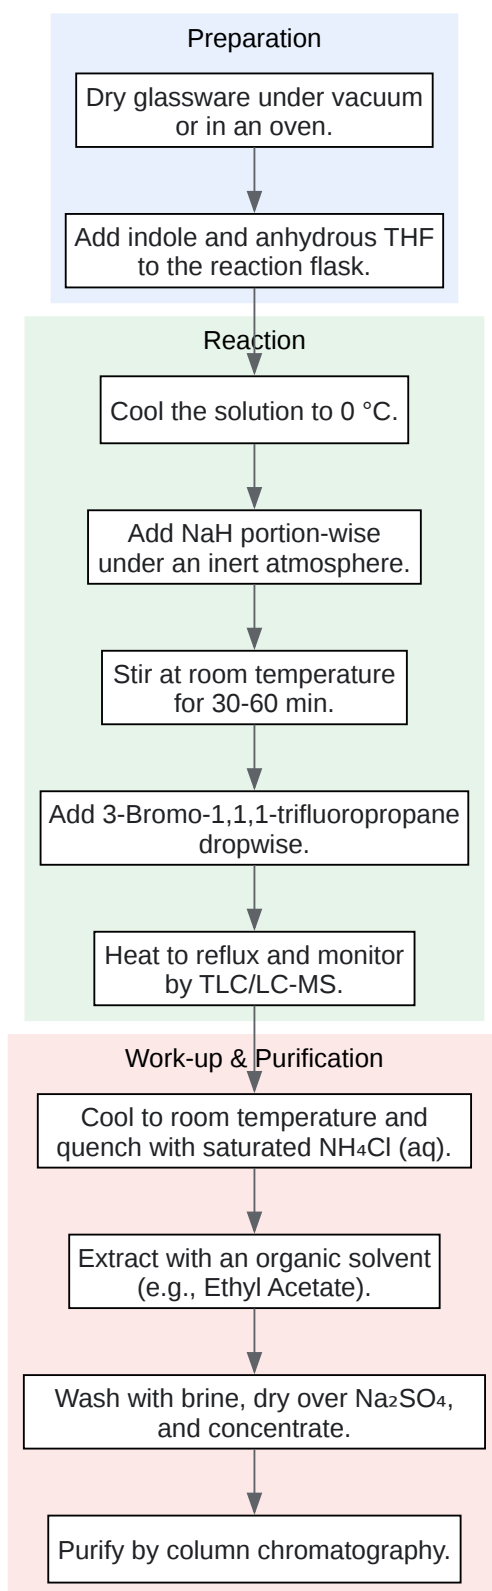 Preparation
Dry glassware under vacuum
or in an oven.
Add indole and anhydrous THF
to the reaction flask.
Reaction
Cool the solution to 0 °C.
Add NaH portion-wise
under an inert atmosphere.
Stir at room temperature
for 30-60 min.
Add 3-Bromo-1,1,1-trifluoropropane
dropwise.
Heat to reflux and monitor
by TLC/LC-MS.
Work-up & Purification
Cool to room temperature and
quench with saturated NH₄Cl (aq).
Extract with an organic solvent
(e.g., Ethyl Acetate).
Wash with brine, dry over Na₂SO₄,
and concentrate.
Purify by column chromatography.